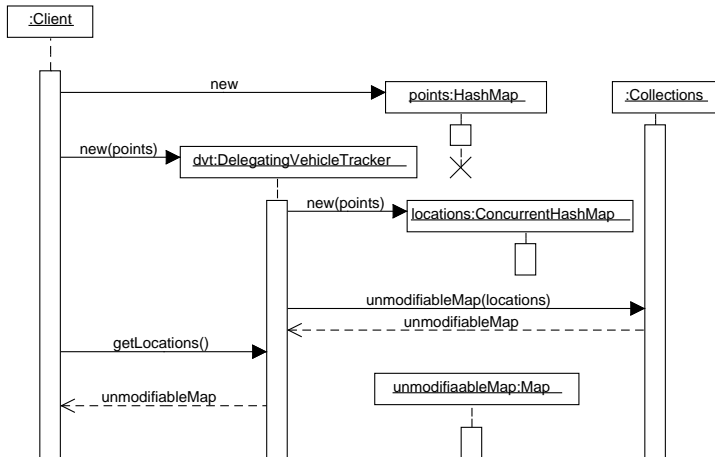 :Client
new
points:HashMap
:Collections
new(points)
dvt:DelegatingVehicleTracker
new(points)
locations:ConcurrentHashMap
unmodifiableMap(locations)
unmodifiableMap
getLocations()
unmodifiaableMap:Map
unmodifiableMap